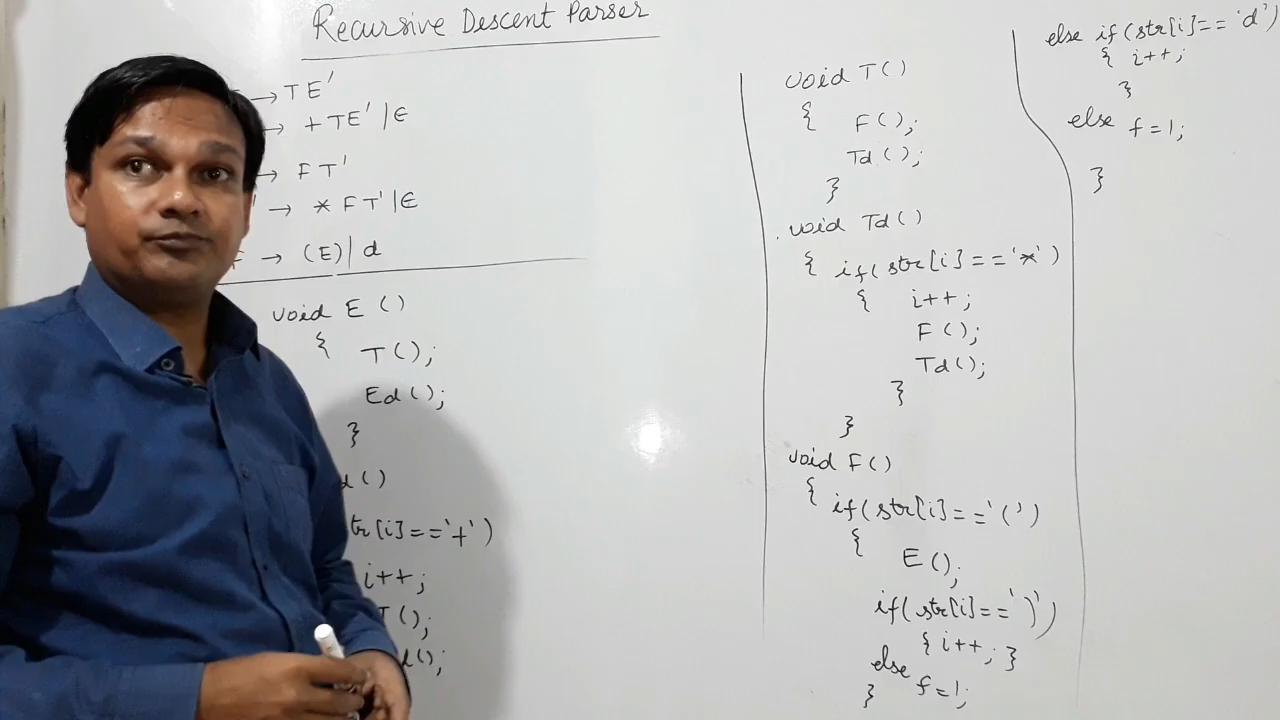 Recursive Descent Parser
→ TE'
→ +TE' | ϵ
→ FT'
' → *FT' | ϵ
F → (E) | d
void E ()
{ T();
Ed();
}
d()
tr[i]=='+')
i++;
T();
d();
void T()
{ F();
Td();
}
void Td()
{ if(str[i]=='*')
{ i++;
F();
Td();
}
}
void F()
{ if(str[i]=='(')
{ E();
if(str[i]==')')
{ i++; }
else f=1;
}
else if(str[i]=='d')
{ i++;
}
else f=1;
}